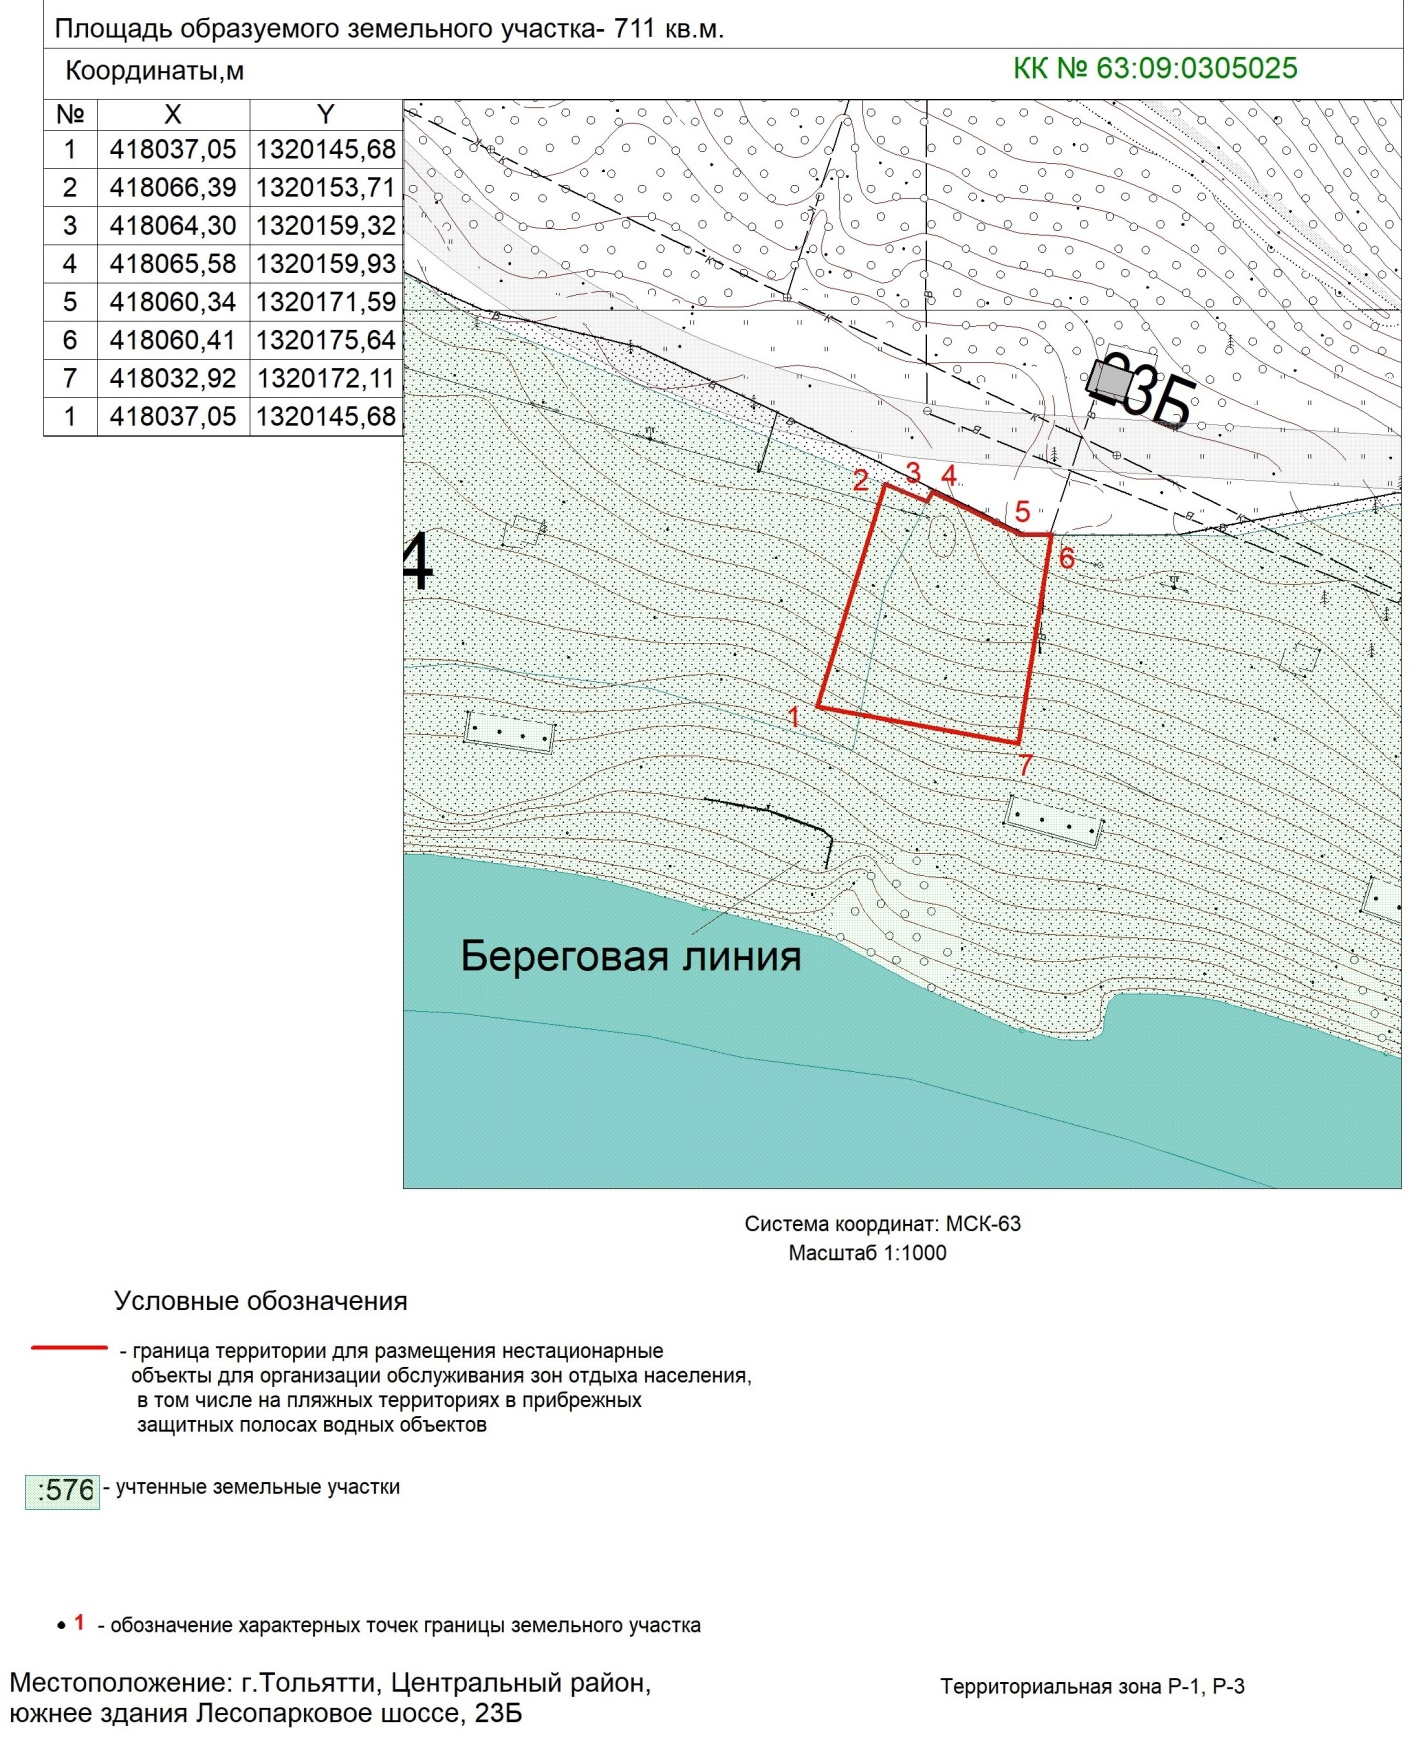 Площадь образуемого земельного участка- 711 кв.м.
Координаты,м
КК № 63:09:0305025
№ X Y
1 418037,05 1320145,68
2 418066,39 1320153,71
3 418064,30 1320159,32
4 418065,58 1320159,93
5 418060,34 1320171,59
6 418060,41 1320175,64
7 418032,92 1320172,11
1 418037,05 1320145,68
23Б
2
3
4
5
6
4
1
7
Береговая линия
Система координат: МСК-63
Масштаб 1:1000
Условные обозначения
- граница территории для размещения нестационарные
объекты для организации обслуживания зон отдыха населения,
в том числе на пляжных территориях в прибрежных
защитных полосах водных объектов
:576 - учтенные земельные участки
1 - обозначение характерных точек границы земельного участка
Местоположение: г.Тольятти, Центральный район,
южнее здания Лесопарковое шоссе, 23Б
Территориальная зона Р-1, Р-3